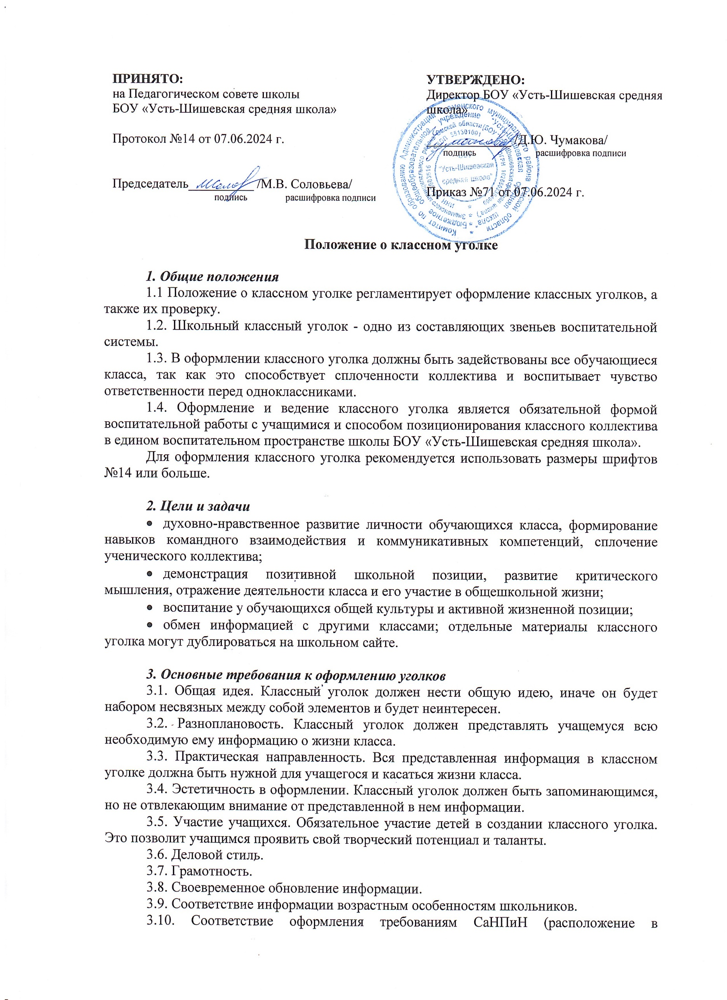 ПРИНЯТО:
на Педагогическом совете школы
БОУ «Усть-Шишевская средняя школа»
Протокол №14 от 07.06.2024 г.
Председатель /М.В. Соловьева/
подпись расшифровка подписи
УТВЕРЖДЕНО:
Директор БОУ «Усть-Шишевская средняя
школа»
/Д.Ю. Чумакова/
подпись расшифровка подписи
Приказ №71 от 07.06.2024 г.
"Усть-Шишевская
средняя школа"
Положение о классном уголке
1. Общие положения
1.1 Положение о классном уголке регламентирует оформление классных уголков, а
также их проверку.
1.2. Школьный классный уголок - одно из составляющих звеньев воспитательной
системы.
1.3. В оформлении классного уголка должны быть задействованы все обучающиеся
класса, так как это способствует сплоченности коллектива и воспитывает чувство
ответственности перед одноклассниками.
1.4. Оформление и ведение классного уголка является обязательной формой
воспитательной работы с учащимися и способом позиционирования классного коллектива
в едином воспитательном пространстве школы БОУ «Усть-Шишевская средняя школа».
Для оформления классного уголка рекомендуется использовать размеры шрифтов
№14 или больше.
2. Цели и задачи
• духовно-нравственное развитие личности обучающихся класса, формирование
навыков командного взаимодействия и коммуникативных компетенций, сплочение
ученического коллектива;
• демонстрация позитивной школьной позиции, развитие критического
мышления, отражение деятельности класса и его участие в общешкольной жизни;
• воспитание у обучающихся общей культуры и активной жизненной позиции;
• обмен информацией с другими классами; отдельные материалы классного
уголка могут дублироваться на школьном сайте.
3. Основные требования к оформлению уголков
3.1. Общая идея. Классный уголок должен нести общую идею, иначе он будет
набором несвязных между собой элементов и будет неинтересен.
3.2. Разноплановость. Классный уголок должен представлять учащемуся всю
необходимую ему информацию о жизни класса.
3.3. Практическая направленность. Вся представленная информация в классном
уголке должна быть нужной для учащегося и касаться жизни класса.
3.4. Эстетичность в оформлении. Классный уголок должен быть запоминающимся,
но не отвлекающим внимание от представленной в нем информации.
3.5. Участие учащихся. Обязательное участие детей в создании классного уголка.
Это позволит учащимся проявить свой творческий потенциал и таланты.
3.6. Деловой стиль.
3.7. Грамотность.
3.8. Своевременное обновление информации.
3.9. Соответствие информации возрастным особенностям школьников.
3.10. Соответствие оформления требованиям СаНПиН (расположение в